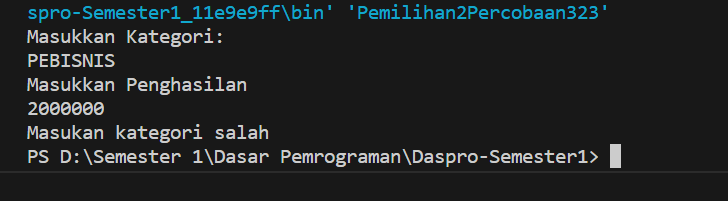 spro-Semester1_11e9e9ff\bin' 'Pemilihan2Percobaan323'
Masukkan Kategori:
PEBISNIS
Masukkan Penghasilan
2000000
Masukan kategori salah
PS D:\Semester 1\Dasar Pemrograman\Daspro-Semester1>